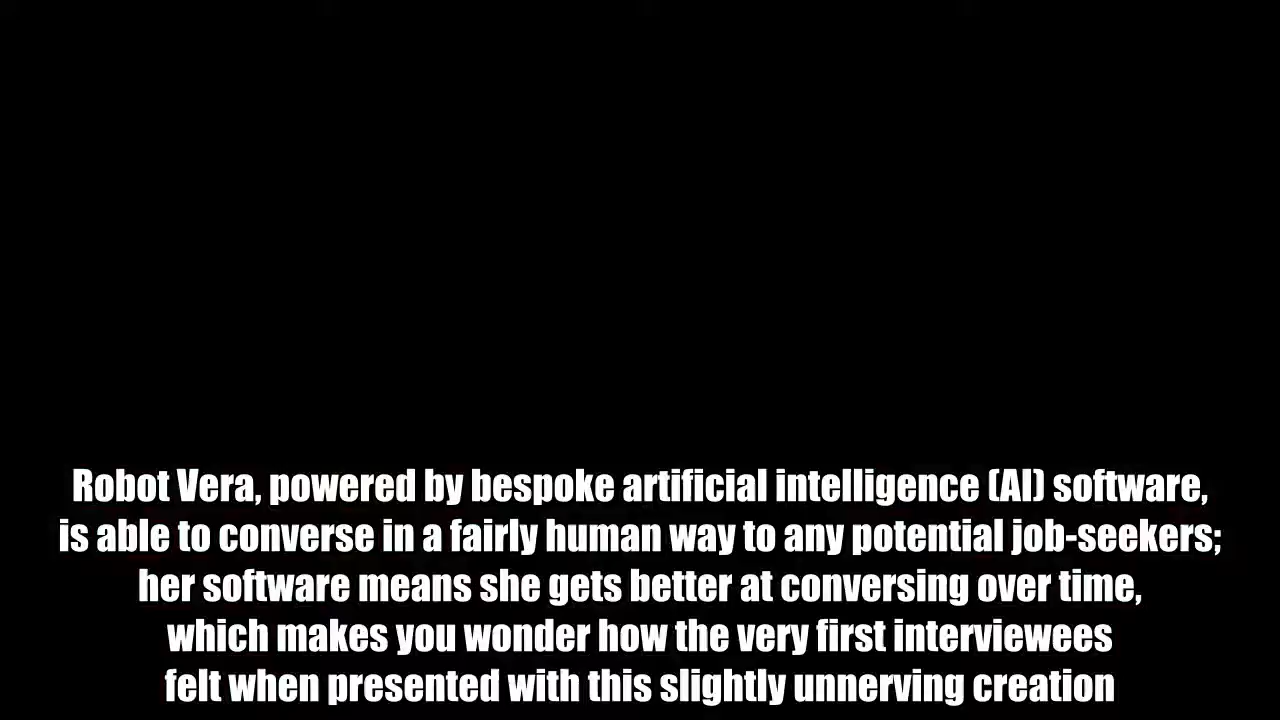 Robot Vera, powered by bespoke artificial intelligence (AI) software,
is able to converse in a fairly human way to any potential job-seekers;
her software means she gets better at conversing over time,
which makes you wonder how the very first interviewees
felt when presented with this slightly unnerving creation